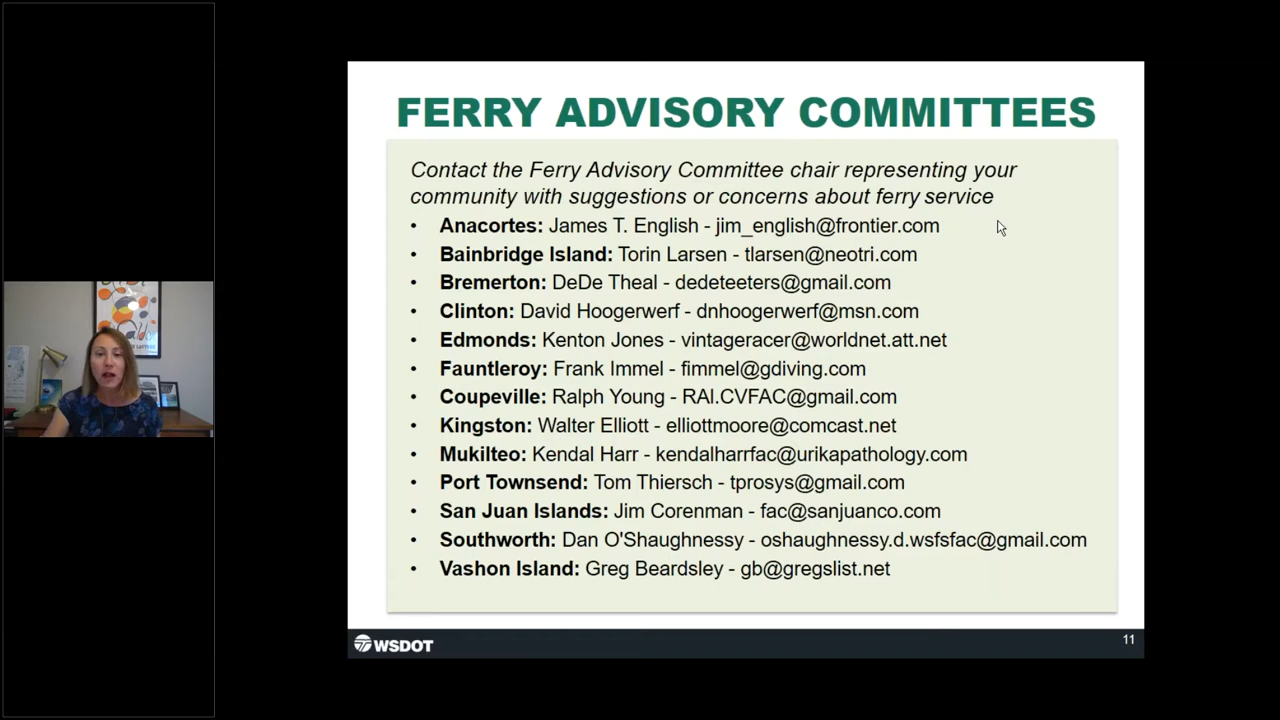 FERRY ADVISORY COMMITTEES
Contact the Ferry Advisory Committee chair representing your
community with suggestions or concerns about ferry service
• Anacortes: James T. English - jim_english@frontier.com
• Bainbridge Island: Torin Larsen - tlarsen@neotri.com
• Bremerton: DeDe Theal - dedeteeters@gmail.com
• Clinton: David Hoogerwerf - dnhoogerwerf@msn.com
• Edmonds: Kenton Jones - vintageracer@worldnet.att.net
• Fauntleroy: Frank Immel - fimmel@gdiving.com
• Coupeville: Ralph Young - RAI.CVFAC@gmail.com
• Kingston: Walter Elliott - elliottmoore@comcast.net
• Mukilteo: Kendal Harr - kendalharrfac@urikapathology.com
• Port Townsend: Tom Thiersch - tprosys@gmail.com
• San Juan Islands: Jim Corenman - fac@sanjuanco.com
• Southworth: Dan O'Shaughnessy - oshaughnessy.d.wsfsfac@gmail.com
• Vashon Island: Greg Beardsley - gb@gregslist.net
WSDOT
11